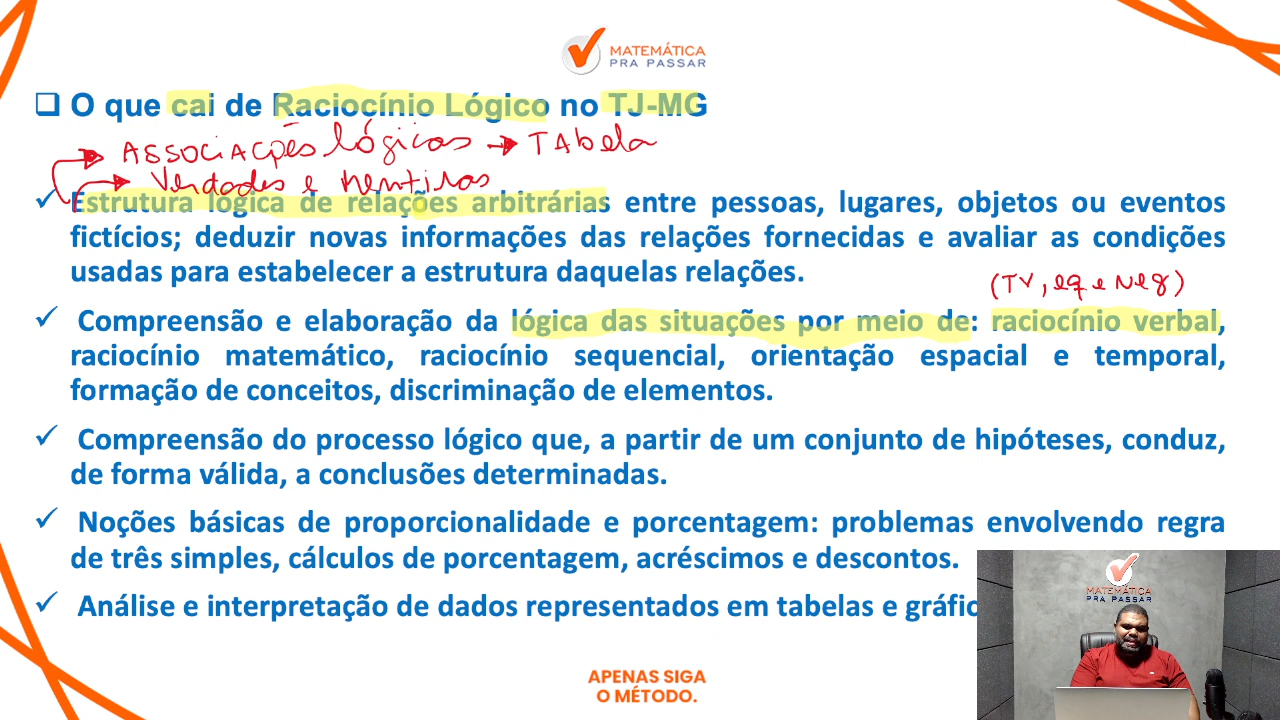 MATEMÁTICA
PRA PASSAR
O que cai de Raciocínio Lógico no TJ-MG
ASSOCIAÇÕES lógicas → TAbela
Verdades e mentiras
Estrutura lógica de relações arbitrárias entre pessoas, lugares, objetos ou eventos
fictícios; deduzir novas informações das relações fornecidas e avaliar as condições
usadas para estabelecer a estrutura daquelas relações.
(TV, eq e Neg)
Compreensão e elaboração da lógica das situações por meio de: raciocínio verbal,
raciocínio matemático, raciocínio sequencial, orientação espacial e temporal,
formação de conceitos, discriminação de elementos.
Compreensão do processo lógico que, a partir de um conjunto de hipóteses, conduz,
de forma válida, a conclusões determinadas.
Noções básicas de proporcionalidade e porcentagem: problemas envolvendo regra
de três simples, cálculos de porcentagem, acréscimos e descontos.
Análise e interpretação de dados representados em tabelas e gráfic
MATEMÁTICA
PRA PASSAR
APENAS SIGA
O MÉTODO.